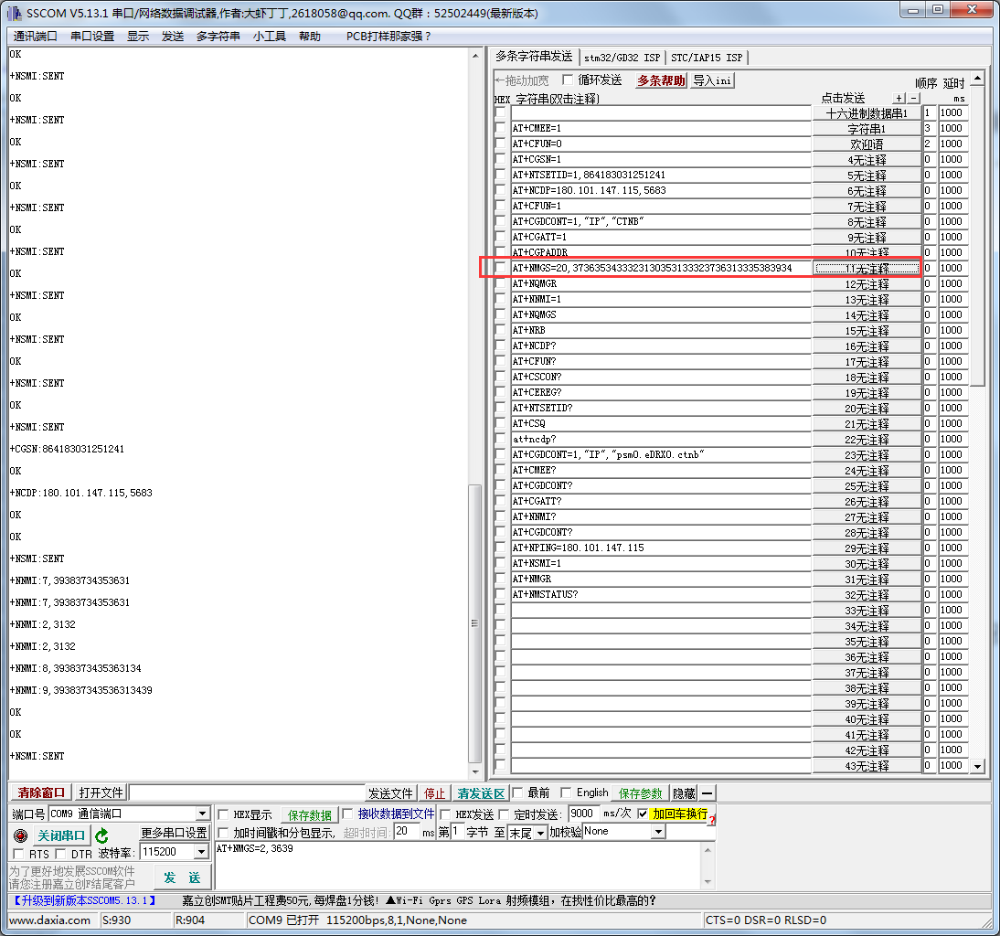 SSCOM V5.13.1 串口/网络数据调试器,作者:大虾丁丁,2618058@qq.com. QQ群：52502449(最新版本)
通讯端口 串口设置 显示 发送 多字符串 小工具 帮助 PCB打样那家强？
OK
+NSMI:SENT
OK
+NSMI:SENT
OK
+NSMI:SENT
OK
+NSMI:SENT
OK
+NSMI:SENT
OK
+NSMI:SENT
OK
+NSMI:SENT
OK
+NSMI:SENT
OK
+NSMI:SENT
+CGSN:864183031251241
OK
+NCDP:180.101.147.115,5683
OK
OK
+NSMI:SENT
+NNMI:7,39383734353631
+NNMI:7,39383734353631
+NNMI:2,3132
+NNMI:2,3132
+NNMI:8,3938373435363134
+NNMI:9,393837343536313439
OK
OK
+NSMI:SENT
多条字符串发送 stm32/GD32 ISP STC/IAP15 ISP
←拖动加宽 循环发送 多条帮助 导入ini 顺序 延时
HEX 字符串(双击注释) 点击发送 + − ms
十六进制数据串1 1 1000
AT+CMEE=1 字符串1 3 1000
AT+CFUN=0 欢迎语 2 1000
AT+CGSN=1 4无注释 0 1000
AT+NTSETID=1,864183031251241 5无注释 0 1000
AT+NCDP=180.101.147.115,5683 6无注释 0 1000
AT+CFUN=1 7无注释 0 1000
AT+CGDCONT=1,"IP","CTNB" 8无注释 0 1000
AT+CGATT=1 9无注释 0 1000
AT+CGPADDR 10无注释 0 1000
AT+NMGS=20,3736353433323130353133323736313335383934 11无注释 0 1000
AT+NQMGR 12无注释 0 1000
AT+NNMI=1 13无注释 0 1000
AT+NQMGS 14无注释 0 1000
AT+NRB 15无注释 0 1000
AT+NCDP? 16无注释 0 1000
AT+CFUN? 17无注释 0 1000
AT+CSCON? 18无注释 0 1000
AT+CEREG? 19无注释 0 1000
AT+NTSETID? 20无注释 0 1000
AT+CSQ 21无注释 0 1000
at+ncdp? 22无注释 0 1000
AT+CGDCONT=1,"IP","psm0.eDRX0.ctnb" 23无注释 0 1000
AT+CMEE? 24无注释 0 1000
AT+CGDCONT? 25无注释 0 1000
AT+CGATT? 26无注释 0 1000
AT+NNMI? 27无注释 0 1000
AT+CGDCONT? 28无注释 0 1000
AT+NPING=180.101.147.115 29无注释 0 1000
AT+NSMI=1 30无注释 0 1000
AT+NMGR 31无注释 0 1000
AT+NMSTATUS? 32无注释 0 1000
33无注释 0 1000
34无注释 0 1000
35无注释 0 1000
36无注释 0 1000
37无注释 0 1000
38无注释 0 1000
39无注释 0 1000
40无注释 0 1000
41无注释 0 1000
42无注释 0 1000
43无注释 0 1000
清除窗口 打开文件 发送文件 停止 清发送区 最前 English 保存参数 隐藏 −
端口号 COM9 通信端口 HEX显示 保存数据 接收数据到文件 HEX发送 定时发送: 9000 ms/次 加回车换行 ?
关闭串口 更多串口设置 加时间戳和分包显示, 超时时间: 20 ms 第 1 字节 至 末尾 加校验 None
RTS DTR 波特率: 115200 AT+NMGS=2,3639
为了更好地发展SSCOM软件
请您注册嘉立创F结尾客户
发 送
【升级到新版本SSCOM5.13.1】 嘉立创SMT贴片工程费50元,每焊盘1分钱! ▲Wi-Fi Gprs GPS Lora 射频模组，在找性价比最高的?
www.daxia.com S:930 R:904 COM9 已打开 115200bps,8,1,None,None CTS=0 DSR=0 RLSD=0